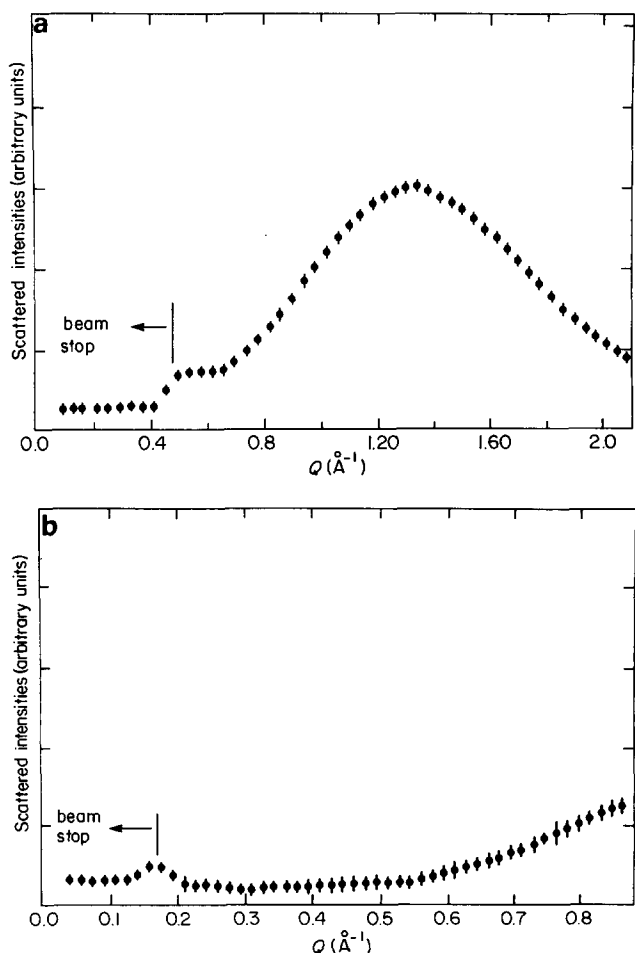 a
Scattered intensities (arbitrary units)
beam
stop
0.0 0.4 0.8 1.20 1.60 2.0
Q (Å⁻¹)
b
Scattered intensities (arbitrary units)
beam
stop
0.0 0.1 0.2 0.3 0.4 0.5 0.6 0.7 0.8
Q (Å⁻¹)